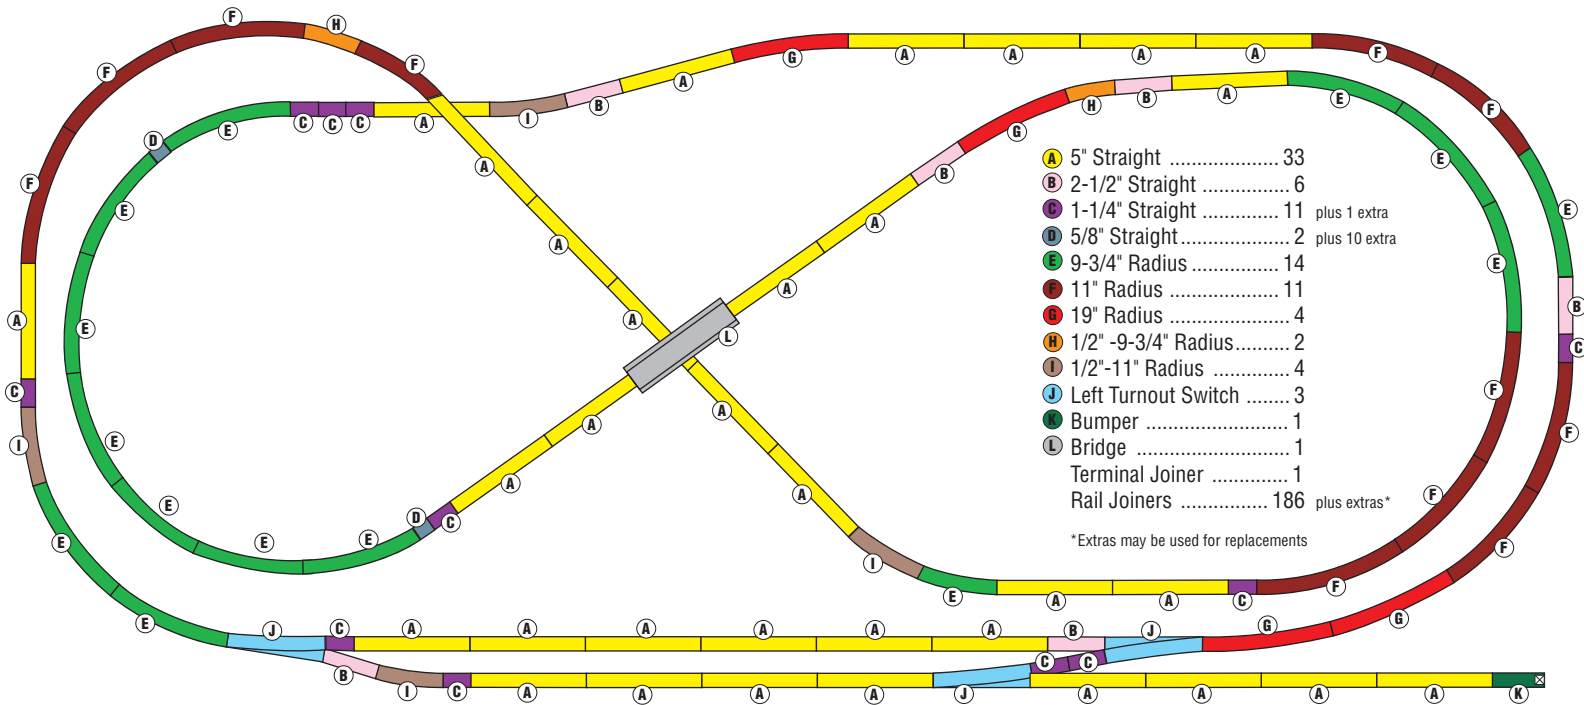 F H
F F G A A A A F
C C C A I B A H B A E
D E F
A G
E A B E
F E
A A E E
A 5" Straight ................... 33
B 2-1/2" Straight .............. 6
C 1-1/4" Straight .............. 11 plus 1 extra
D 5/8" Straight ................. 2 plus 10 extra
E 9-3/4" Radius ................ 14
F 11" Radius ................... 11
G 19" Radius ..................... 4
H 1/2" -9-3/4" Radius.......... 2
I 1/2"-11" Radius .............. 4
J Left Turnout Switch ........ 3
K Bumper .......................... 1
L Bridge ........................... 1
Terminal Joiner .............. 1
Rail Joiners ................. 186 plus extras*
*Extras may be used for replacements
A A B
A E L C
C F
A A F
I E A
E A A F
E D C
E E E I F
E A A C F
J C A A A A A B J G G
B I C A A A A J C C A A A A K